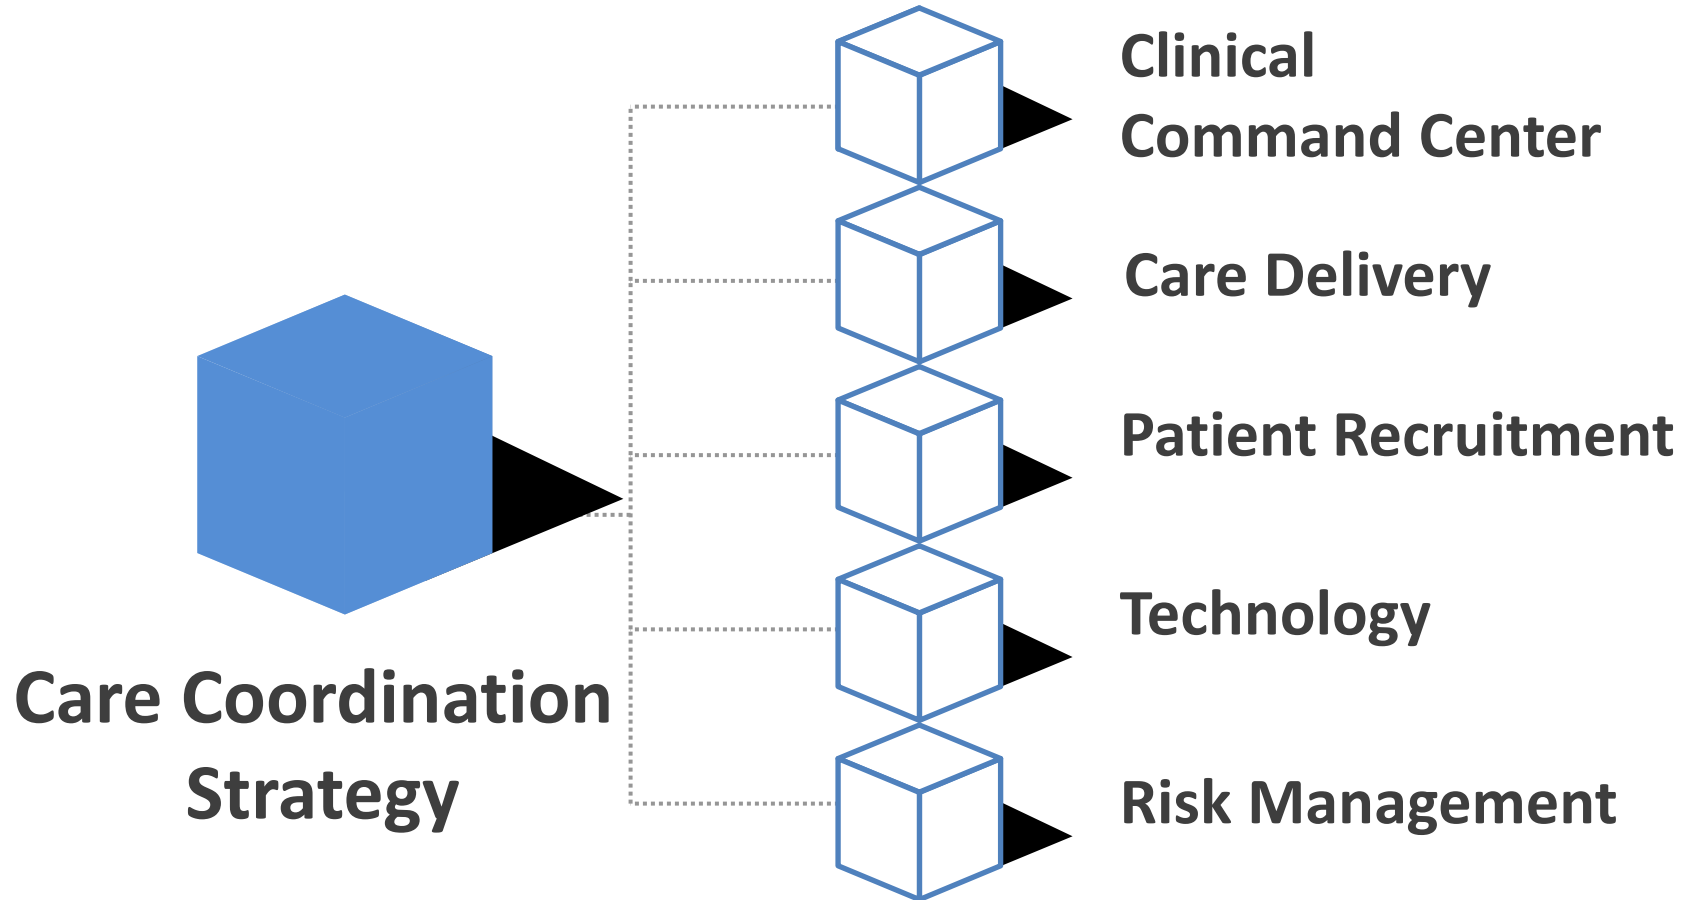 Clinical
Command Center
Care Delivery
Patient Recruitment
Technology
Care Coordination
Strategy
Risk Management